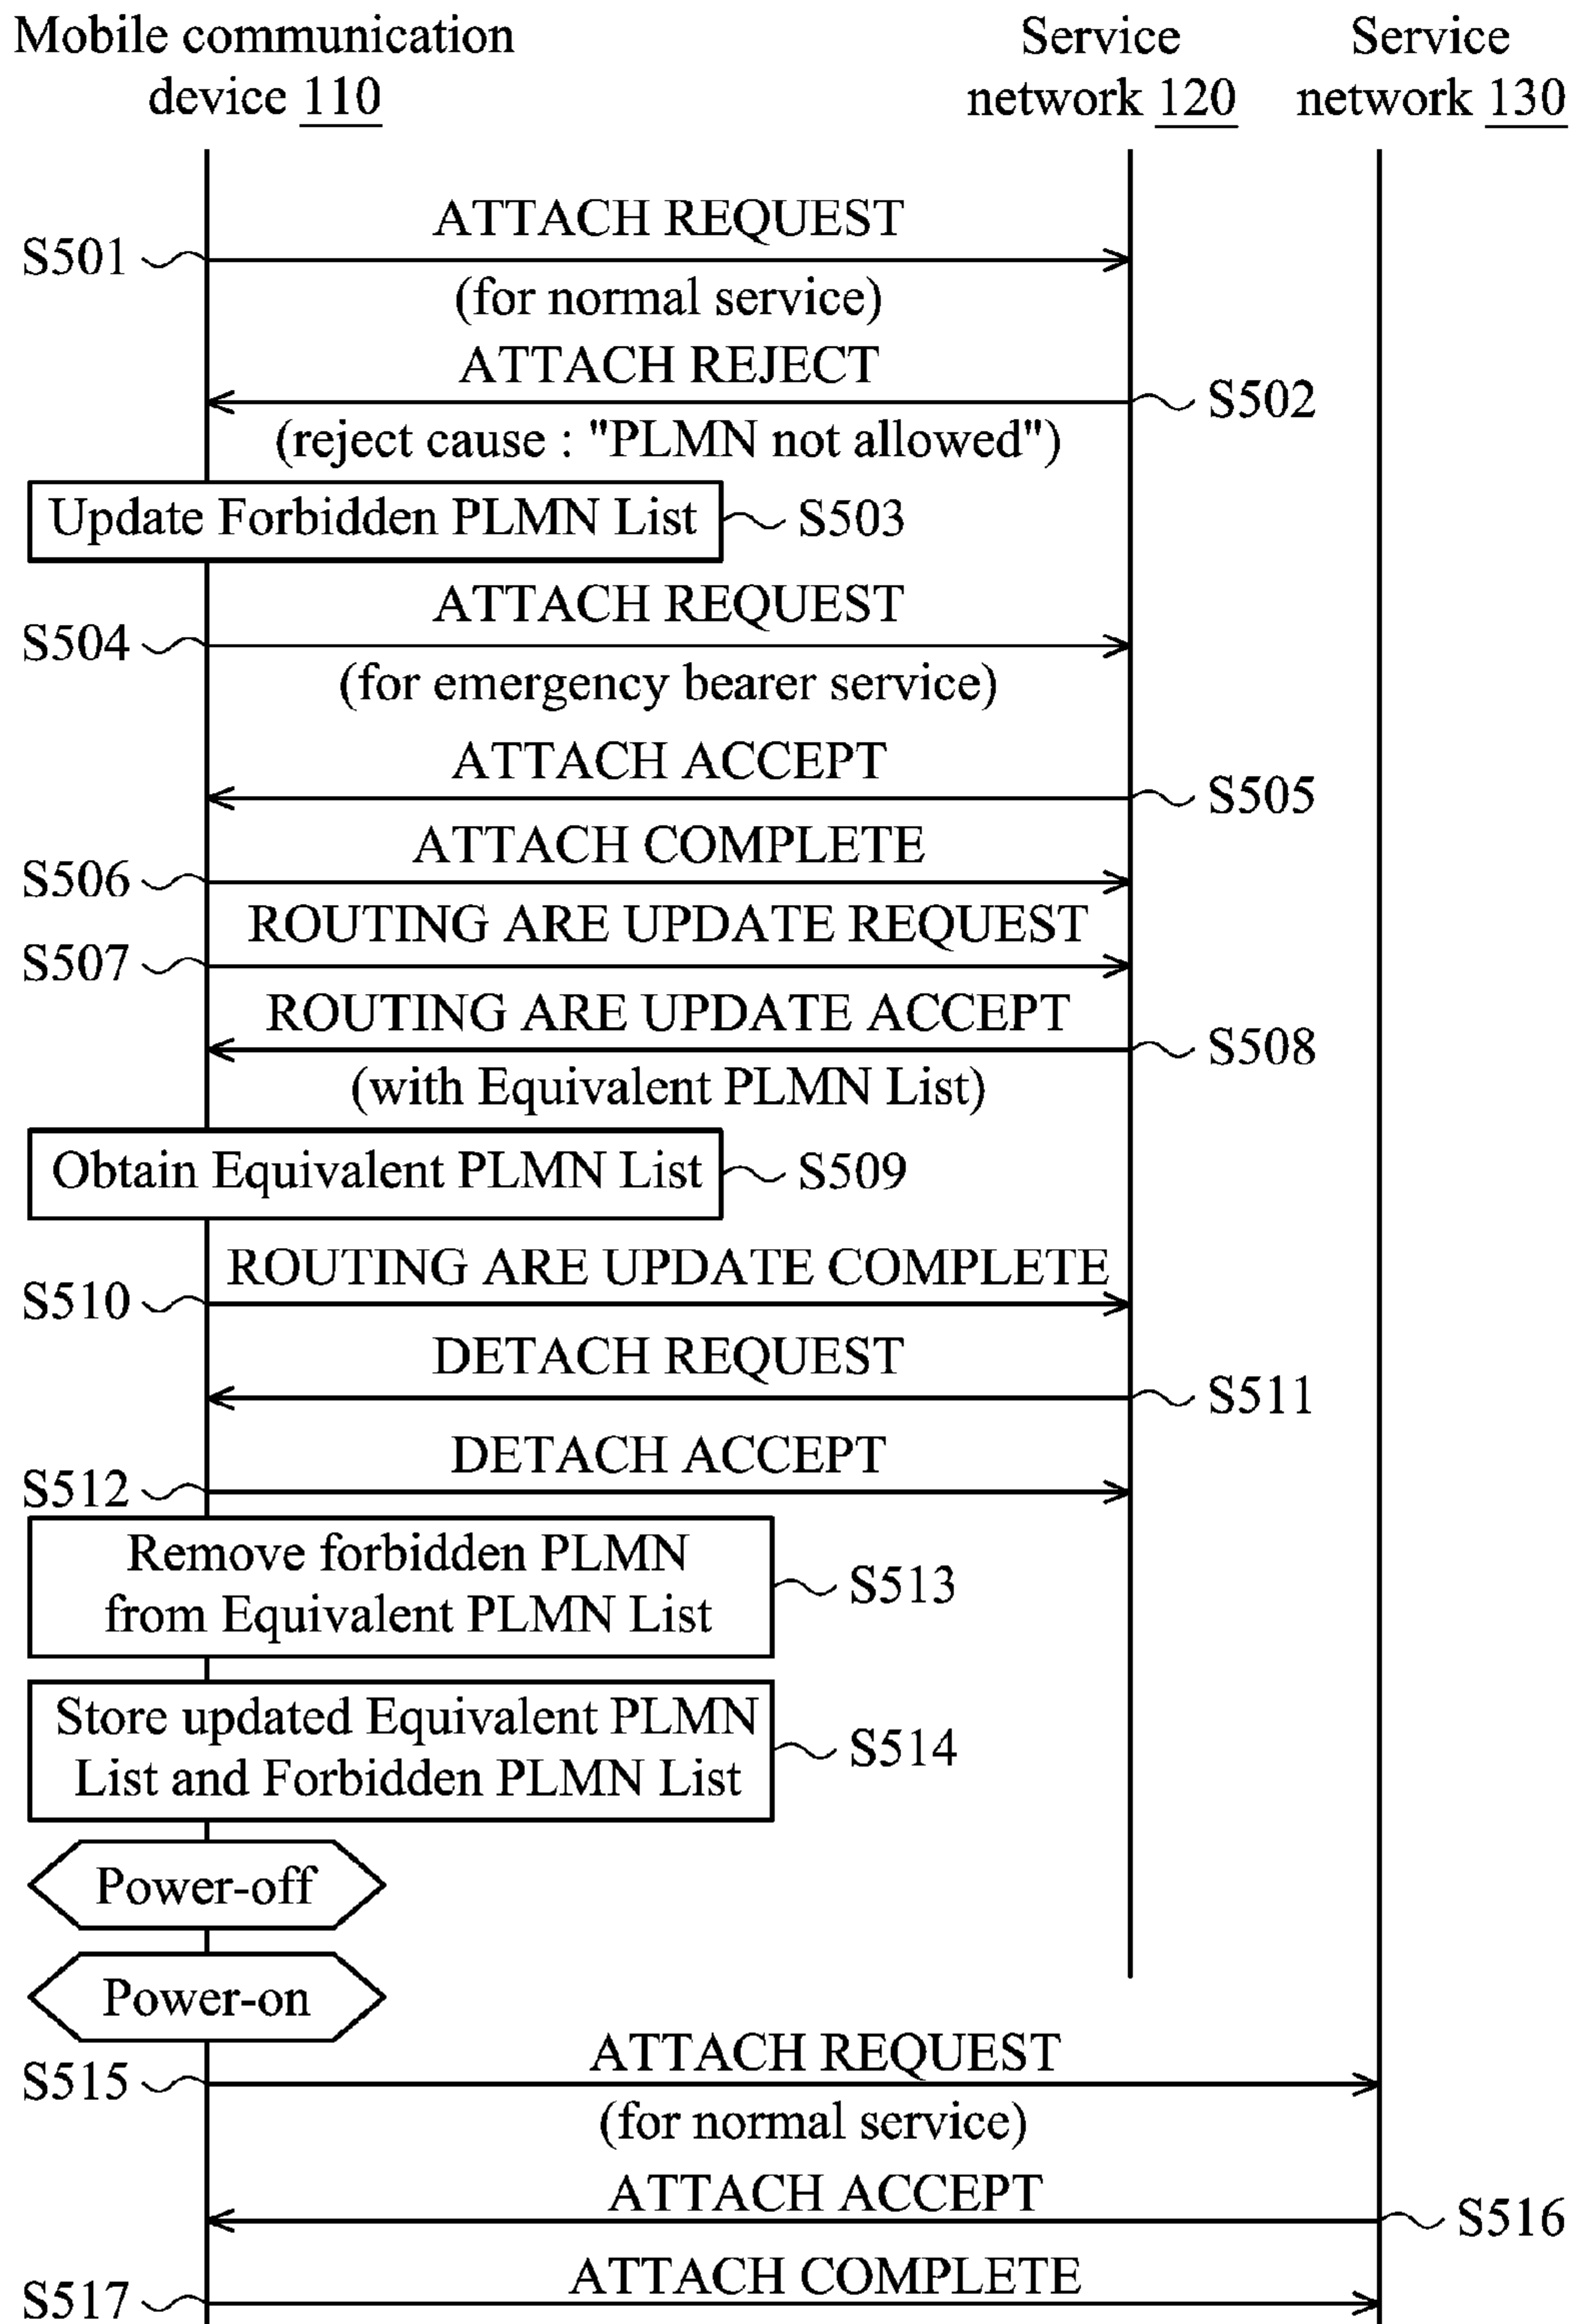 Mobile communication
device 110
Service
network 120
Service
network 130
ATTACH REQUEST
S501
(for normal service)
ATTACH REJECT
S502
(reject cause : "PLMN not allowed")
Update Forbidden PLMN List
S503
ATTACH REQUEST
S504
(for emergency bearer service)
ATTACH ACCEPT
S505
ATTACH COMPLETE
S506
ROUTING ARE UPDATE REQUEST
S507
ROUTING ARE UPDATE ACCEPT
S508
(with Equivalent PLMN List)
Obtain Equivalent PLMN List
S509
ROUTING ARE UPDATE COMPLETE
S510
DETACH REQUEST
S511
DETACH ACCEPT
S512
Remove forbidden PLMN
from Equivalent PLMN List
S513
Store updated Equivalent PLMN
List and Forbidden PLMN List
S514
Power-off
Power-on
ATTACH REQUEST
S515
(for normal service)
ATTACH ACCEPT
S516
ATTACH COMPLETE
S517